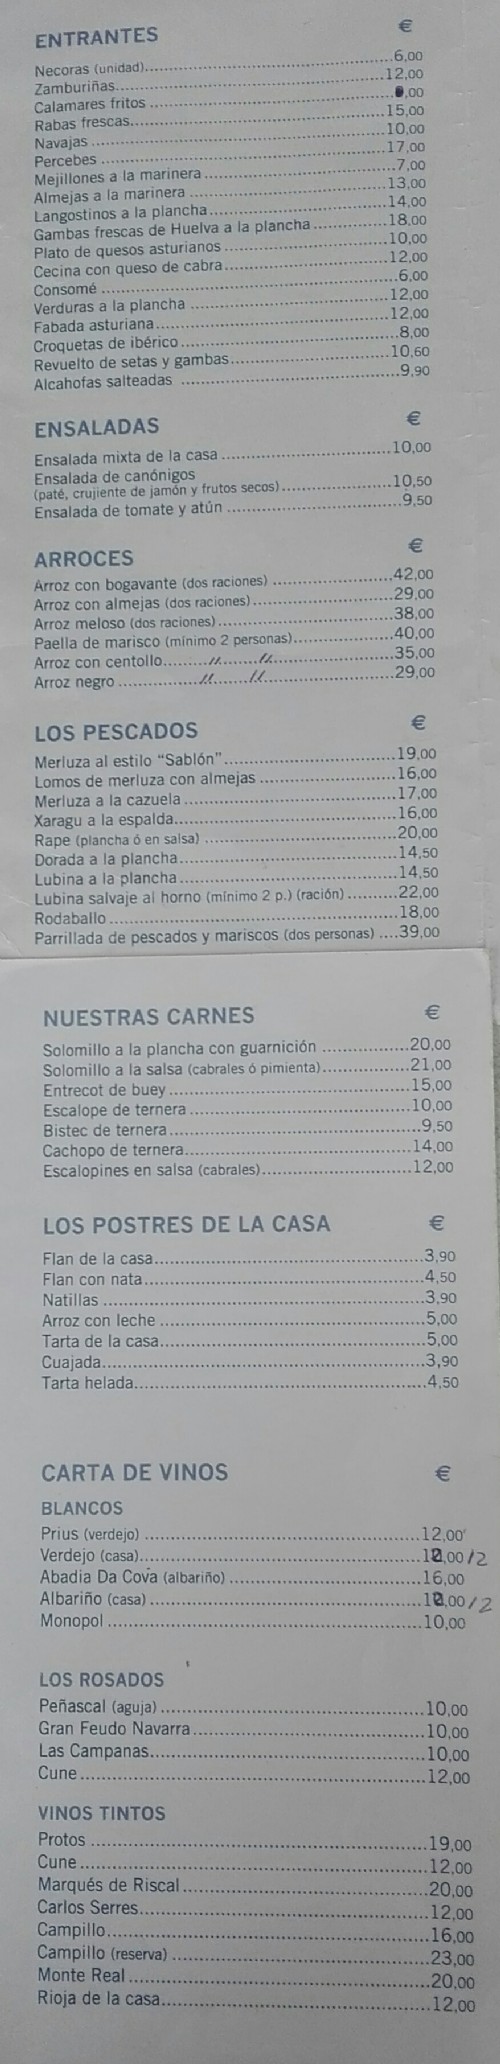 ENTRANTES €
Necoras (unidad)....................6,00
Zamburiñas....................12,00
Calamares fritos ....................,00
Rabas frescas....................15,00
Navajas ....................10,00
Percebes ....................17,00
Mejillones a la marinera ....................7,00
Almejas a la marinera ....................13,00
Langostinos a la plancha....................14,00
Gambas frescas de Huelva a la plancha ....................18,00
Plato de quesos asturianos ....................10,00
Cecina con queso de cabra....................12,00
Consomé ....................6,00
Verduras a la plancha ....................12,00
Fabada asturiana....................12,00
Croquetas de ibérico ....................8,00
Revuelto de setas y gambas....................10,60
Alcahofas salteadas ....................9,90
ENSALADAS €
Ensalada mixta de la casa ....................10,00
Ensalada de canónigos
(paté, crujiente de jamón y frutos secos)....................10,50
Ensalada de tomate y atún ....................9,50
ARROCES €
Arroz con bogavante (dos raciones) ....................42,00
Arroz con almejas (dos raciones)....................29,00
Arroz meloso (dos raciones) ....................38,00
Paella de marisco (mínimo 2 personas)....................40,00
Arroz con centollo.........//.........//....................35,00
Arroz negro ....................//.........//....................29,00
LOS PESCADOS €
Merluza al estilo "Sablón"....................19,00
Lomos de merluza con almejas ....................16,00
Merluza a la cazuela ....................17,00
Xaragu a la espalda....................16,00
Rape (plancha ó en salsa) ....................20,00
Dorada a la plancha....................14,50
Lubina a la plancha....................14,50
Lubina salvaje al horno (mínimo 2 p.) (ración) ..........22,00
Rodaballo ....................18,00
Parrillada de pescados y mariscos (dos personas) ....39,00
NUESTRAS CARNES €
Solomillo a la plancha con guarnición ....................20,00
Solomillo a la salsa (cabrales ó pimienta)....................21,00
Entrecot de buey ....................15,00
Escalope de ternera ....................10,00
Bistec de ternera....................9,50
Cachopo de ternera....................14,00
Escalopines en salsa (cabrales)....................12,00
LOS POSTRES DE LA CASA €
Flan de la casa....................3,90
Flan con nata....................4,50
Natillas ....................3,90
Arroz con leche ....................5,00
Tarta de la casa....................5,00
Cuajada....................3,90
Tarta helada....................4,50
CARTA DE VINOS €
BLANCOS
Prius (verdejo) ....................12,00
Verdejo (casa)....................12,00 12
Abadia Da Cova (albariño) ....................16,00
Albariño (casa) ....................12,00 12
Monopol ....................10,00
LOS ROSADOS
Peñascal (aguja) ....................10,00
Gran Feudo Navarra ....................10,00
Las Campanas....................10,00
Cune ....................12,00
VINOS TINTOS
Protos ....................19,00
Cune ....................12,00
Marqués de Riscal ....................20,00
Carlos Serres....................12,00
Campillo....................16,00
Campillo (reserva) ....................23,00
Monte Real ....................20,00
Rioja de la casa....................12,00